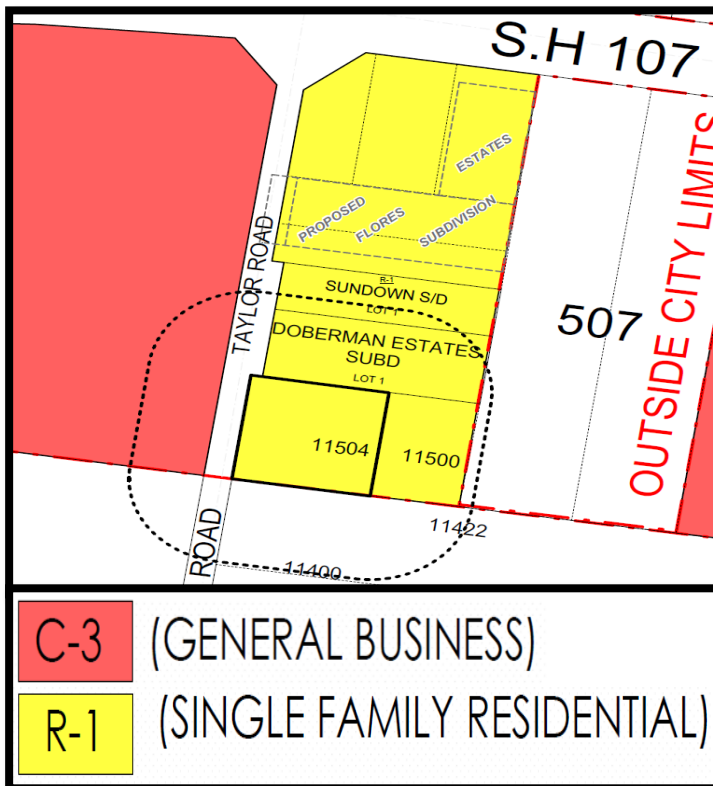 S.H 107
OUTSIDE CITY LIMITS
ESTATES
PROPOSED
FLORES
SUBDIVISION
TAYLOR ROAD
R-1
SUNDOWN S/D
LOT 1
507
DOBERMAN ESTATES
SUBD
LOT 1
11504
11500
11422
ROAD
11400
C-3 (GENERAL BUSINESS)
R-1 (SINGLE FAMILY RESIDENTIAL)